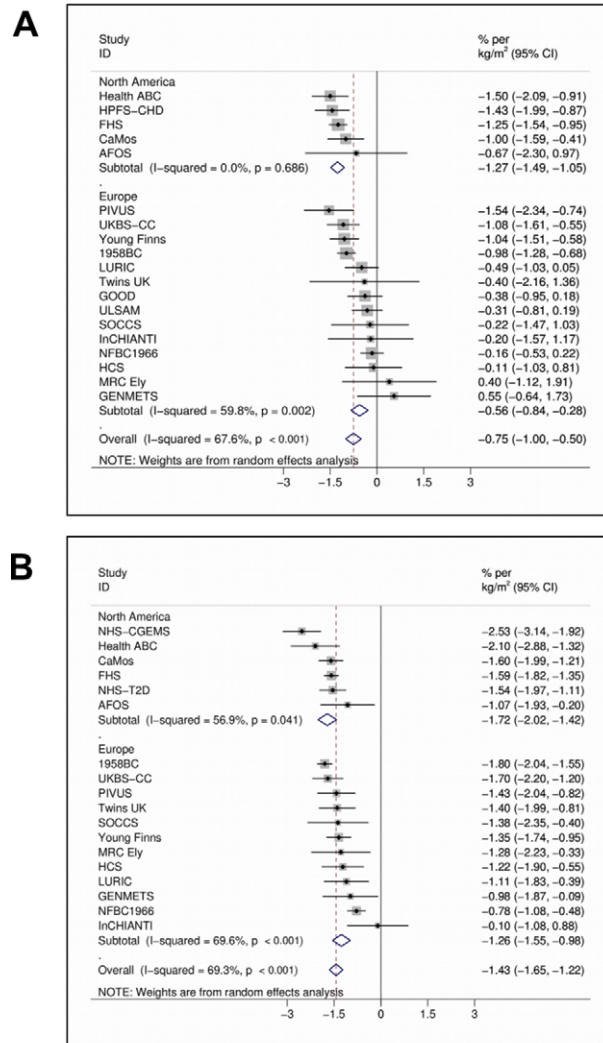 A
Study % per
ID kg/m² (95% CI)
North America
Health ABC −1.50 (−2.09, −0.91)
HPFS−CHD −1.43 (−1.99, −0.87)
FHS −1.25 (−1.54, −0.95)
CaMos −1.00 (−1.59, −0.41)
AFOS −0.67 (−2.30, 0.97)
Subtotal (I−squared = 0.0%, p = 0.686) −1.27 (−1.49, −1.05)
.
Europe
PIVUS −1.54 (−2.34, −0.74)
UKBS−CC −1.08 (−1.61, −0.55)
Young Finns −1.04 (−1.51, −0.58)
1958BC −0.98 (−1.28, −0.68)
LURIC −0.49 (−1.03, 0.05)
Twins UK −0.40 (−2.16, 1.36)
GOOD −0.38 (−0.95, 0.18)
ULSAM −0.31 (−0.81, 0.19)
SOCCS −0.22 (−1.47, 1.03)
InCHIANTI −0.20 (−1.57, 1.17)
NFBC1966 −0.16 (−0.53, 0.22)
HCS −0.11 (−1.03, 0.81)
MRC Ely 0.40 (−1.12, 1.91)
GENMETS 0.55 (−0.64, 1.73)
Subtotal (I−squared = 59.8%, p = 0.002) −0.56 (−0.84, −0.28)
.
Overall (I−squared = 67.6%, p < 0.001) −0.75 (−1.00, −0.50)
NOTE: Weights are from random effects analysis
−3 −1.5 0 1.5 3
B
Study % per
ID kg/m² (95% CI)
North America
NHS−CGEMS −2.53 (−3.14, −1.92)
Health ABC −2.10 (−2.88, −1.32)
CaMos −1.60 (−1.99, −1.21)
FHS −1.59 (−1.82, −1.35)
NHS−T2D −1.54 (−1.97, −1.11)
AFOS −1.07 (−1.93, −0.20)
Subtotal (I−squared = 56.9%, p = 0.041) −1.72 (−2.02, −1.42)
.
Europe
1958BC −1.80 (−2.04, −1.55)
UKBS−CC −1.70 (−2.20, −1.20)
PIVUS −1.43 (−2.04, −0.82)
Twins UK −1.40 (−1.99, −0.81)
SOCCS −1.38 (−2.35, −0.40)
Young Finns −1.35 (−1.74, −0.95)
MRC Ely −1.28 (−2.23, −0.33)
HCS −1.22 (−1.90, −0.55)
LURIC −1.11 (−1.83, −0.39)
GENMETS −0.98 (−1.87, −0.09)
NFBC1966 −0.78 (−1.08, −0.48)
InCHIANTI −0.10 (−1.08, 0.88)
Subtotal (I−squared = 69.6%, p < 0.001) −1.26 (−1.55, −0.98)
.
Overall (I−squared = 69.3%, p < 0.001) −1.43 (−1.65, −1.22)
NOTE: Weights are from random effects analysis
−3 −1.5 0 1.5 3